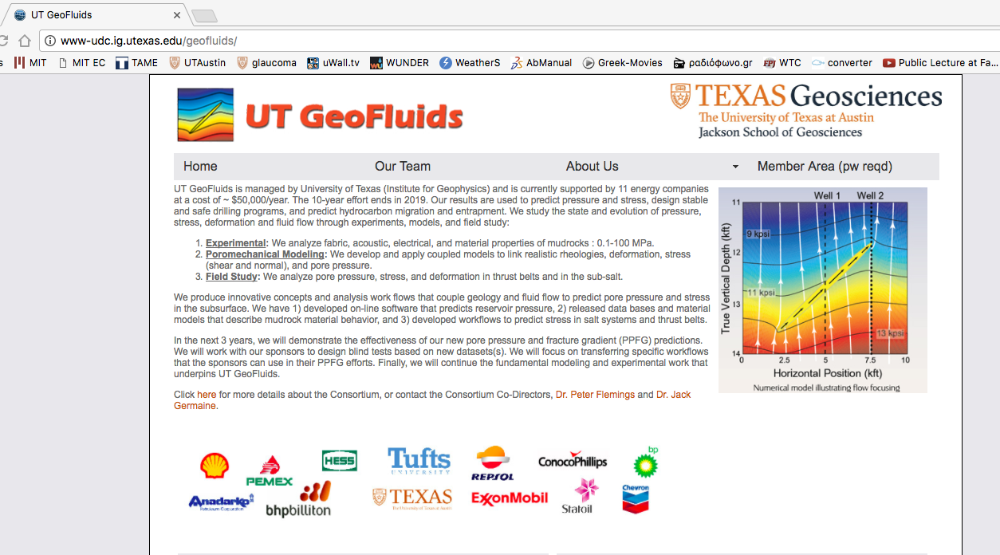 UT GeoFluids
www-udc.ig.utexas.edu/geofluids/
s MIT MIT EC TAME UTAustin glaucoma uWall.tv WUNDER WeatherS AbManual Greek-Movies ραδιόφωνο.gr WTC converter Public Lecture at Fa...
UT GeoFluids
TEXAS Geosciences
The University of Texas at Austin
Jackson School of Geosciences
Home Our Team About Us Member Area (pw reqd)
UT GeoFluids is managed by University of Texas (Institute for Geophysics) and is currently supported by 11 energy companies
at a cost of ~ $50,000/year. The 10-year effort ends in 2019. Our results are used to predict pressure and stress, design stable
and safe drilling programs, and predict hydrocarbon migration and entrapment. We study the state and evolution of pressure,
stress, deformation and fluid flow through experiments, models, and field study:
1. Experimental: We analyze fabric, acoustic, electrical, and material properties of mudrocks : 0.1-100 MPa.
2. Poromechanical Modeling: We develop and apply coupled models to link realistic rheologies, deformation, stress
(shear and normal), and pore pressure.
3. Field Study: We analyze pore pressure, stress, and deformation in thrust belts and in the sub-salt.
We produce innovative concepts and analysis work flows that couple geology and fluid flow to predict pore pressure and stress
in the subsurface. We have 1) developed on-line software that predicts reservoir pressure, 2) released data bases and material
models that describe mudrock material behavior, and 3) developed workflows to predict stress in salt systems and thrust belts.
In the next 3 years, we will demonstrate the effectiveness of our new pore pressure and fracture gradient (PPFG) predictions.
We will work with our sponsors to design blind tests based on new datasets(s). We will focus on transferring specific workflows
that the sponsors can use in their PPFG efforts. Finally, we will continue the fundamental modeling and experimental work that
underpins UT GeoFluids.
Click here for more details about the Consortium, or contact the Consortium Co-Directors, Dr. Peter Flemings and Dr. Jack
Germaine.
Well 1 Well 2
True Vertical Depth (kft)
11
9 kpsi
12
11 kpsi
13
13 kpsi
14
0 2.5 5 7.5 10
Horizontal Position (kft)
Numerical model illustrating flow focusing
PEMEX
HESS
Tufts
UNIVERSITY
REPSOL
ConocoPhillips
bp
Anadarko
Petroleum Corporation
bhpbilliton
TEXAS
The University of Texas at Austin
ExxonMobil
Statoil
Chevron